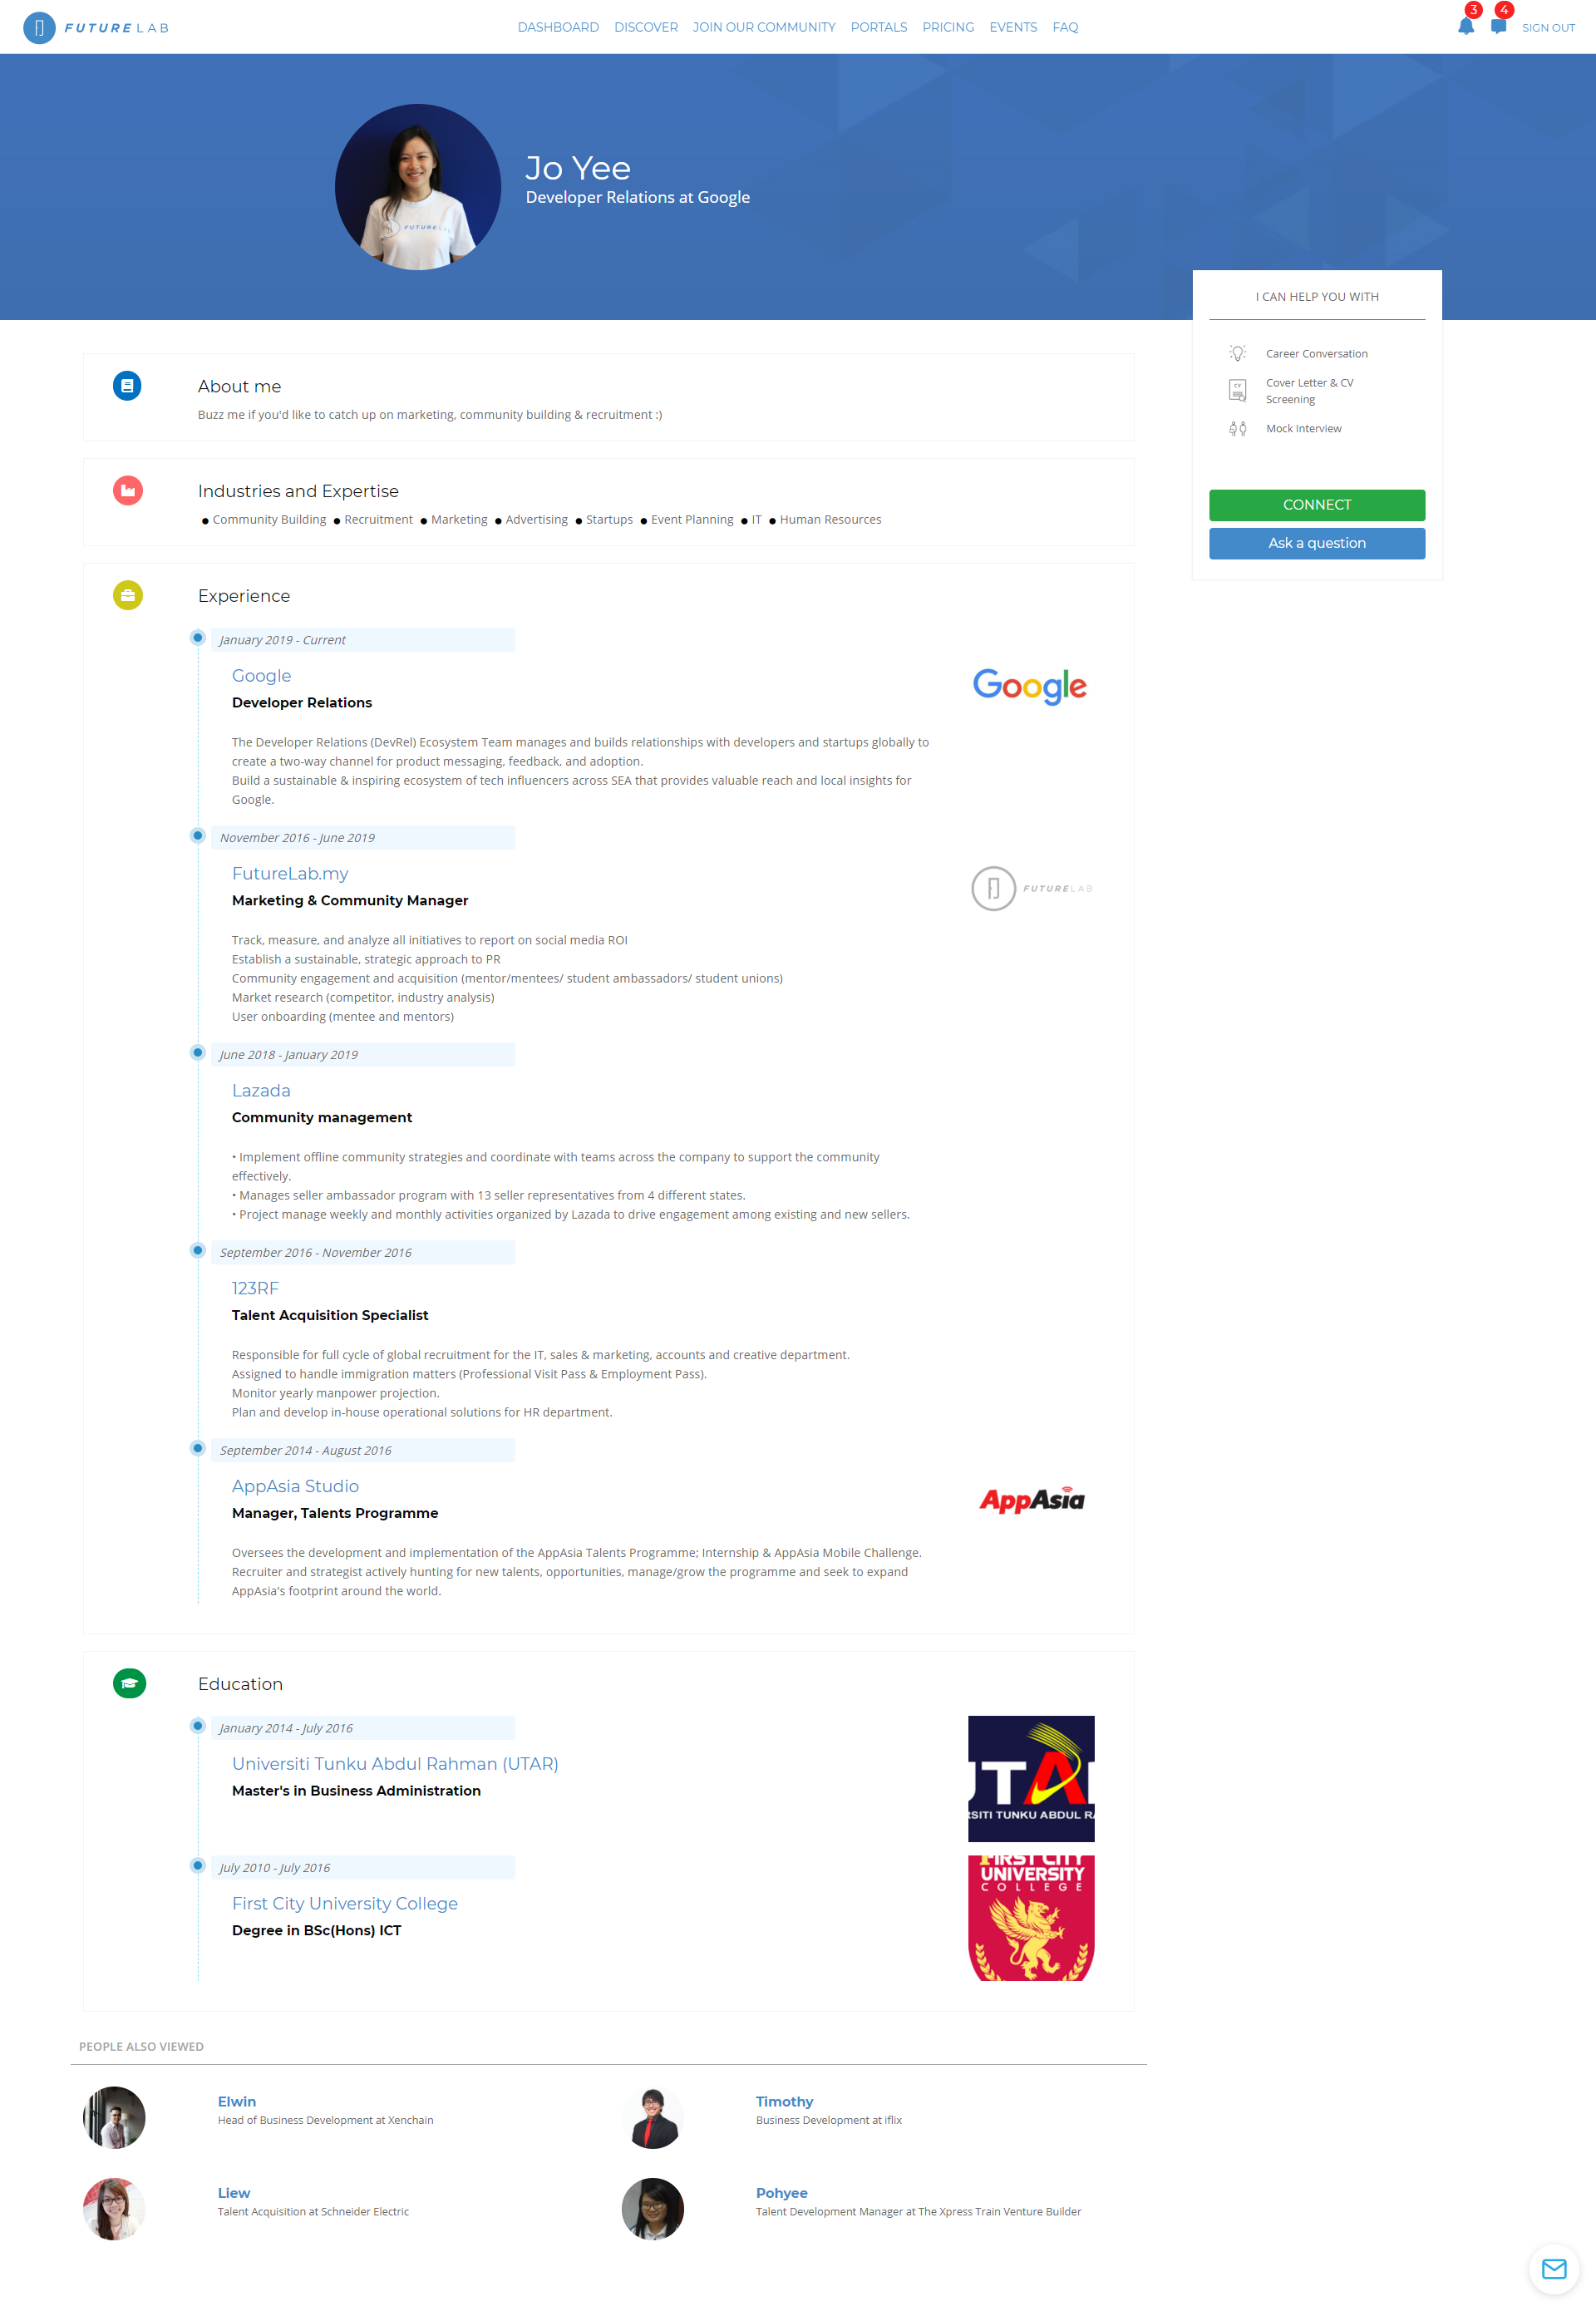 FUTURELAB
DASHBOARD DISCOVER JOIN OUR COMMUNITY PORTALS PRICING EVENTS FAQ
3 4 SIGN OUT
Jo Yee
Developer Relations at Google
FUTURELAB
I CAN HELP YOU WITH
Career Conversation
CV
Cover Letter & CV
Screening
Mock Interview
CONNECT
Ask a question
About me
Buzz me if you'd like to catch up on marketing, community building & recruitment :)
Industries and Expertise
● Community Building ● Recruitment ● Marketing ● Advertising ● Startups ● Event Planning ● IT ● Human Resources
Experience
January 2019 - Current
Google
Google
Developer Relations
The Developer Relations (DevRel) Ecosystem Team manages and builds relationships with developers and startups globally to
create a two-way channel for product messaging, feedback, and adoption.
Build a sustainable & inspiring ecosystem of tech influencers across SEA that provides valuable reach and local insights for
Google.
November 2016 - June 2019
FutureLab.my
FUTURELAB
Marketing & Community Manager
Track, measure, and analyze all initiatives to report on social media ROI
Establish a sustainable, strategic approach to PR
Community engagement and acquisition (mentor/mentees/ student ambassadors/ student unions)
Market research (competitor, industry analysis)
User onboarding (mentee and mentors)
June 2018 - January 2019
Lazada
Community management
• Implement offline community strategies and coordinate with teams across the company to support the community
effectively.
• Manages seller ambassador program with 13 seller representatives from 4 different states.
• Project manage weekly and monthly activities organized by Lazada to drive engagement among existing and new sellers.
September 2016 - November 2016
123RF
Talent Acquisition Specialist
Responsible for full cycle of global recruitment for the IT, sales & marketing, accounts and creative department.
Assigned to handle immigration matters (Professional Visit Pass & Employment Pass).
Monitor yearly manpower projection.
Plan and develop in-house operational solutions for HR department.
September 2014 - August 2016
AppAsia Studio
AppAsia
Manager, Talents Programme
Oversees the development and implementation of the AppAsia Talents Programme; Internship & AppAsia Mobile Challenge.
Recruiter and strategist actively hunting for new talents, opportunities, manage/grow the programme and seek to expand
AppAsia's footprint around the world.
Education
January 2014 - July 2016
Universiti Tunku Abdul Rahman (UTAR)
Master's in Business Administration
UTAR
RSITI TUNKU ABDUL RA
July 2010 - July 2016
First City University College
Degree in BSc(Hons) ICT
FIRST CITY
UNIVERSITY
COLLEGE
PEOPLE ALSO VIEWED
Elwin
Head of Business Development at Xenchain
Timothy
Business Development at iflix
Liew
Talent Acquisition at Schneider Electric
Pohyee
Talent Development Manager at The Xpress Train Venture Builder